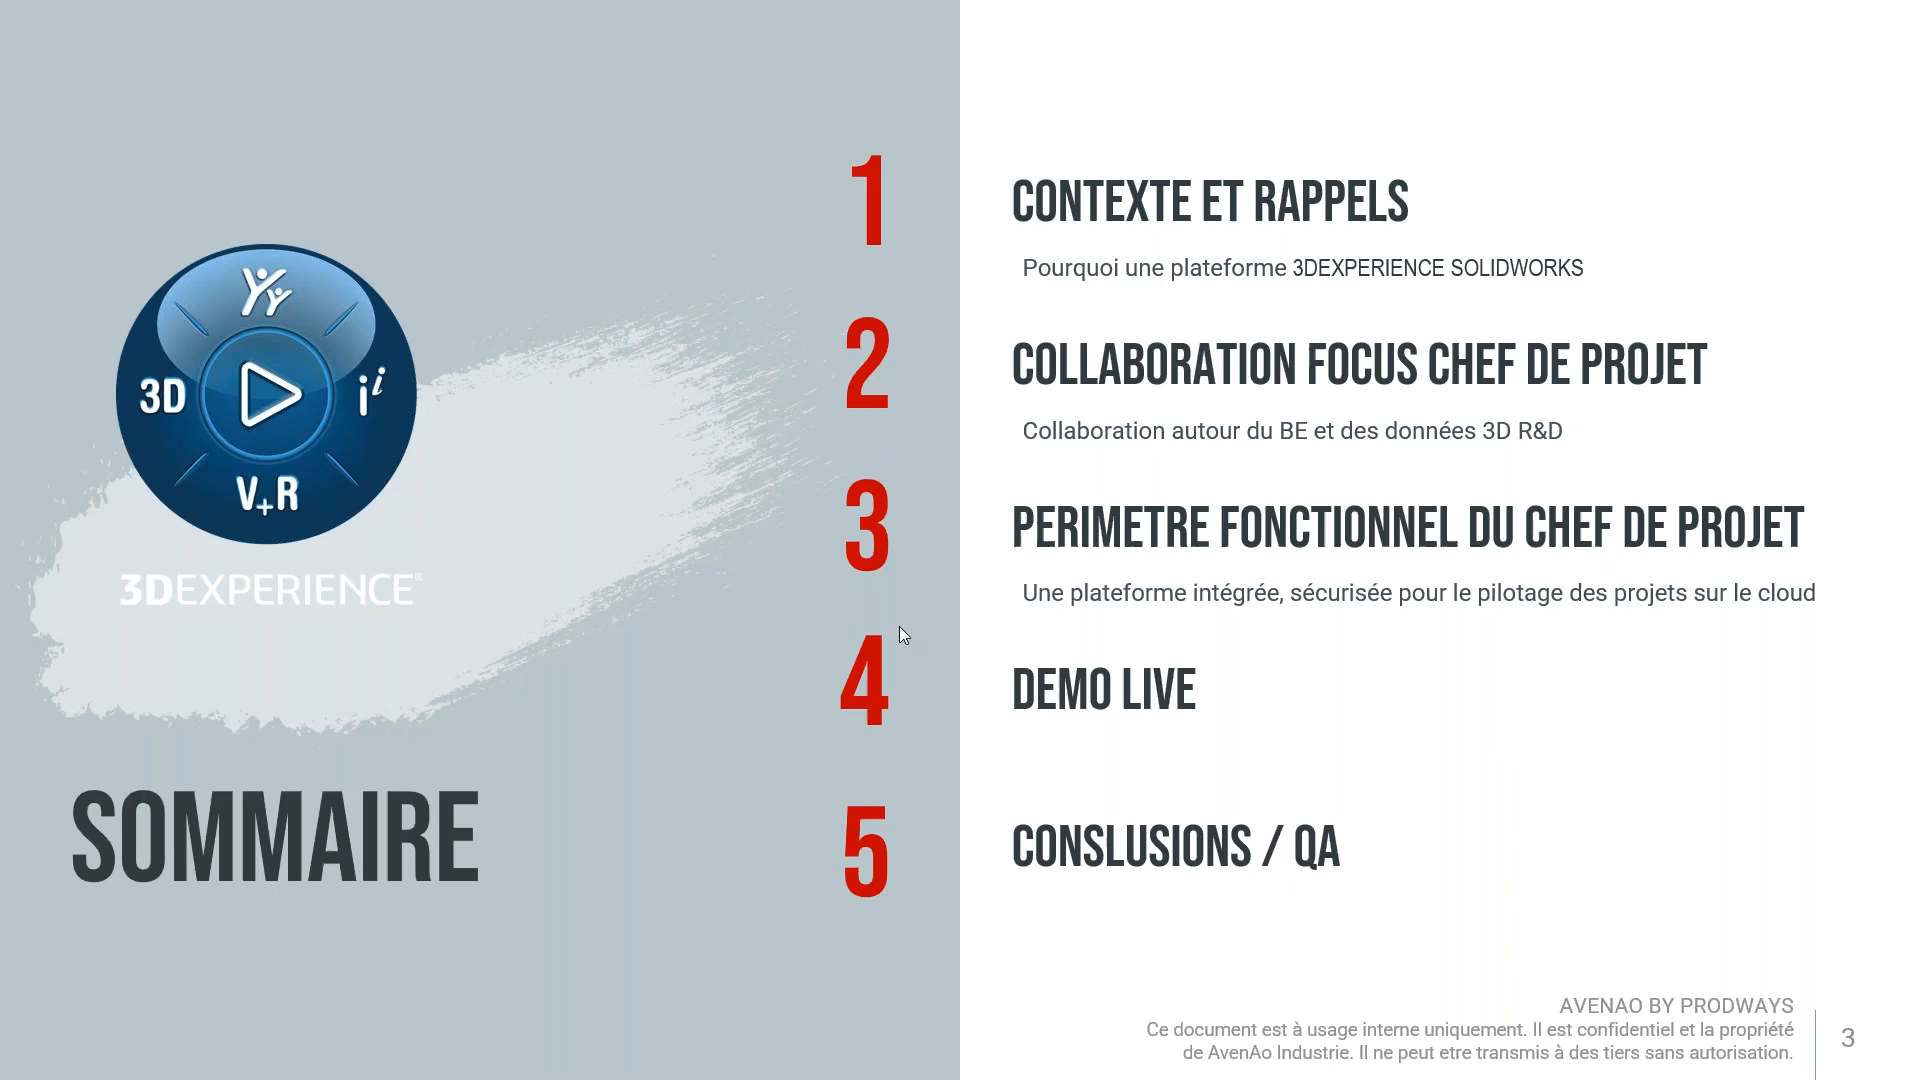 3D
i i
V+R
3DEXPERIENCE®
SOMMAIRE
1
CONTEXTE ET RAPPELS
Pourquoi une plateforme 3DEXPERIENCE SOLIDWORKS
2
COLLABORATION FOCUS CHEF DE PROJET
Collaboration autour du BE et des données 3D R&D
3
PERIMETRE FONCTIONNEL DU CHEF DE PROJET
Une plateforme intégrée, sécurisée pour le pilotage des projets sur le cloud
4
DEMO LIVE
5
CONSLUSIONS / QA
AVENAO BY PRODWAYS
Ce document est à usage interne uniquement. Il est confidentiel et la propriété
de AvenAo Industrie. Il ne peut etre transmis à des tiers sans autorisation.
3